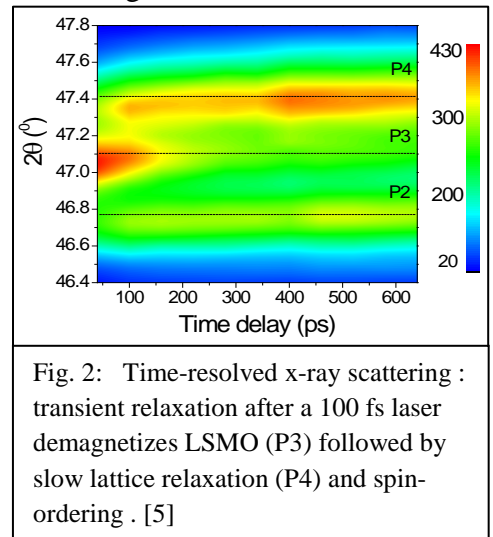 47.8
47.6
47.4
47.2
47.0
46.8
46.6
46.4
2θ (⁰)
P4
P3
P2
430
300
200
20
100 200 300 400 500 600
Time delay (ps)
Fig. 2: Time-resolved x-ray scattering :
transient relaxation after a 100 fs laser
demagnetizes LSMO (P3) followed by
slow lattice relaxation (P4) and spin-
ordering . [5]